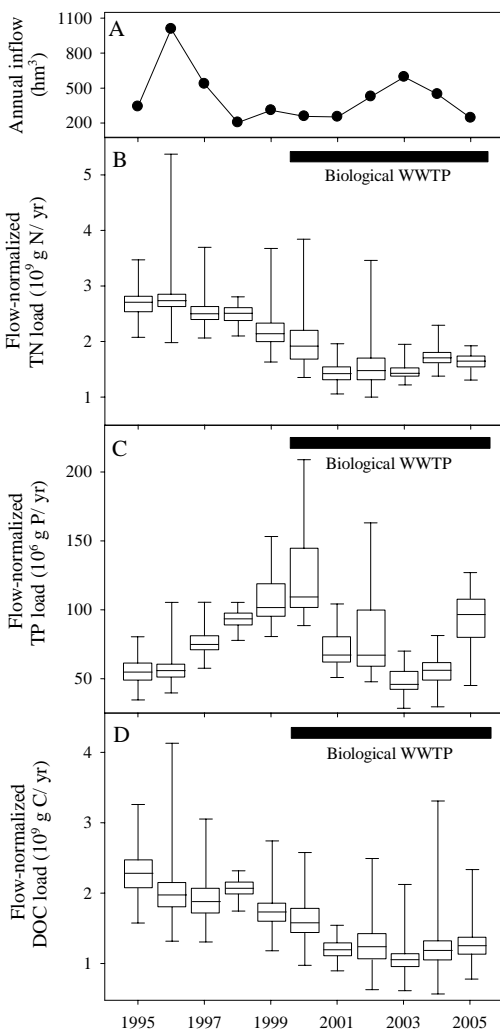 A
Annual inflow
(hm³)
1100
800
500
200
B
Biological WWTP
Flow-normalized
TN load (10⁹ g N/ yr)
5
4
3
2
1
C
Biological WWTP
Flow-normalized
TP load (10⁶ g P/ yr)
200
150
100
50
D
Biological WWTP
Flow-normalized
DOC load (10⁹ g C/ yr)
4
3
2
1
1995 1997 1999 2001 2003 2005